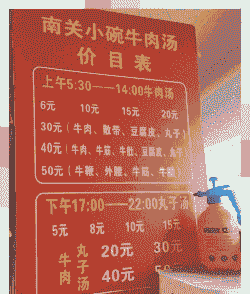 南关小碗牛肉汤
价目表
上午5:30——14:00牛肉汤
6元 10元 15元 20元
30元（牛肉、散带、豆腐皮、丸子）
40元（牛肉、牛筋、牛肚、豆腐皮、丸子）
50元（牛鞭、外腰、牛筋、牛肚）
下午17:00——22:00丸子汤
5元 8元 10元 15元
牛肉丸子汤 20元 30元
40元